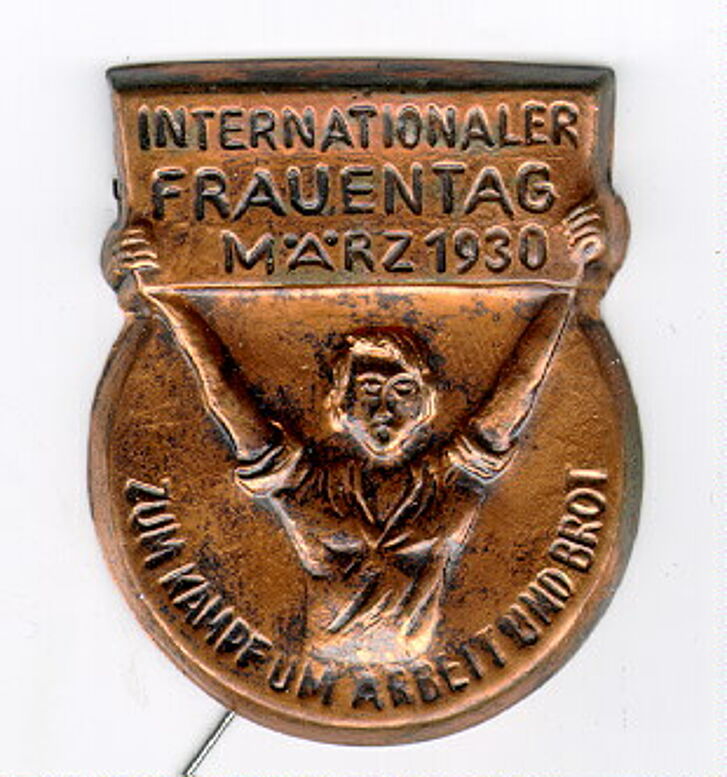 INTERNATIONALER
FRAUENTAG
MÄRZ 1930
ZUM KAMPF UM ARBEIT UND BROT